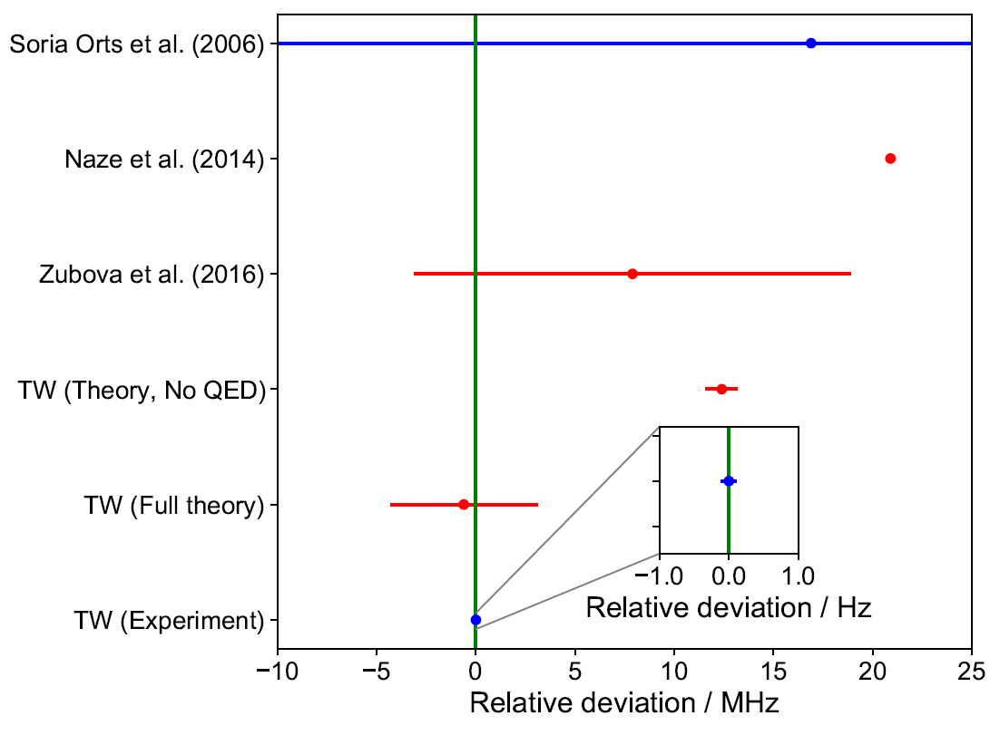 Soria Orts et al. (2006)
Naze et al. (2014)
Zubova et al. (2016)
TW (Theory, No QED)
TW (Full theory)
TW (Experiment)
−1.0 0.0 1.0
Relative deviation / Hz
−10 −5 0 5 10 15 20 25
Relative deviation / MHz